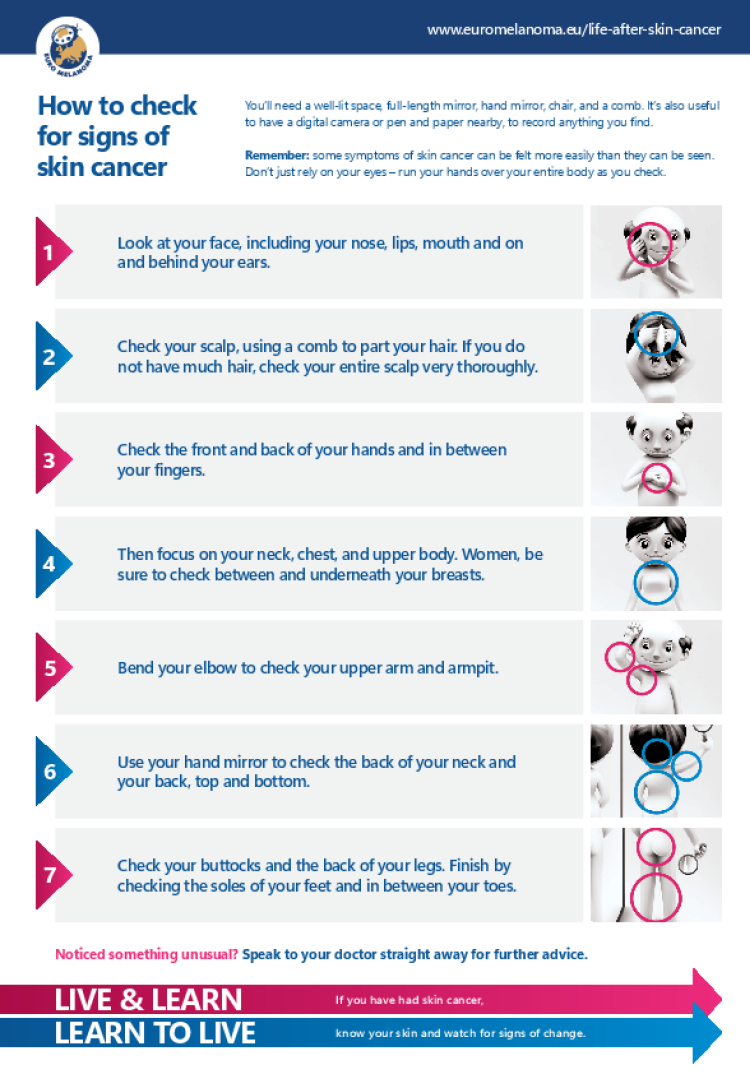 www.euromelanoma.eu/life-after-skin-cancer
EURO MELANOMA
How to check
for signs of
skin cancer
You'll need a well-lit space, full-length mirror, hand mirror, chair, and a comb. It's also useful
to have a digital camera or pen and paper nearby, to record anything you find.
Remember: some symptoms of skin cancer can be felt more easily than they can be seen.
Don't just rely on your eyes – run your hands over your entire body as you check.
1
Look at your face, including your nose, lips, mouth and on
and behind your ears.
2
Check your scalp, using a comb to part your hair. If you do
not have much hair, check your entire scalp very thoroughly.
3
Check the front and back of your hands and in between
your fingers.
4
Then focus on your neck, chest, and upper body. Women, be
sure to check between and underneath your breasts.
5
Bend your elbow to check your upper arm and armpit.
6
Use your hand mirror to check the back of your neck and
your back, top and bottom.
7
Check your buttocks and the back of your legs. Finish by
checking the soles of your feet and in between your toes.
Noticed something unusual? Speak to your doctor straight away for further advice.
LIVE & LEARN
If you have had skin cancer,
LEARN TO LIVE
know your skin and watch for signs of change.